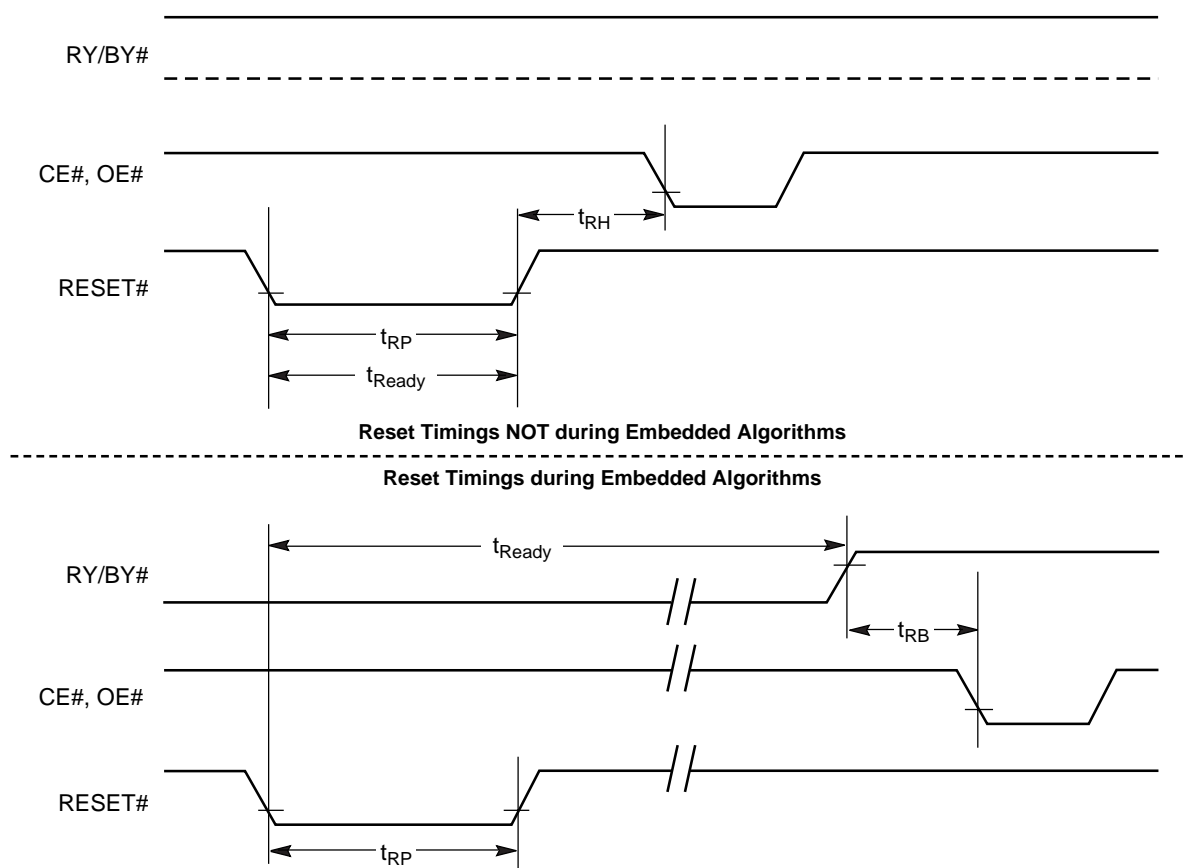 RY/BY#
CE#, OE#
tRH
RESET#
tRP
tReady
Reset Timings NOT during Embedded Algorithms
Reset Timings during Embedded Algorithms
tReady
RY/BY#
tRB
CE#, OE#
RESET#
tRP